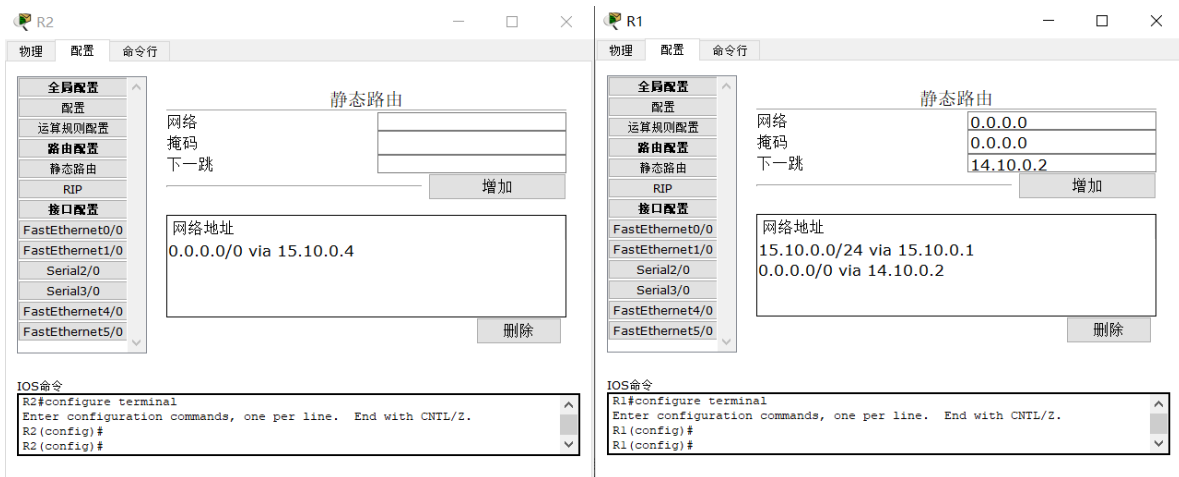 R2
物理 配置 命令行
全局配置
配置
运算规则配置
路由配置
静态路由
RIP
接口配置
FastEthernet0/0
FastEthernet1/0
Serial2/0
Serial3/0
FastEthernet4/0
FastEthernet5/0
静态路由
网络
掩码
下一跳
增加
网络地址
0.0.0.0/0 via 15.10.0.4
删除
IOS命令
R2#configure terminal
Enter configuration commands, one per line.  End with CNTL/Z.
R2(config)#
R2(config)#
R1
物理 配置 命令行
全局配置
配置
运算规则配置
路由配置
静态路由
RIP
接口配置
FastEthernet0/0
FastEthernet1/0
Serial2/0
Serial3/0
FastEthernet4/0
FastEthernet5/0
静态路由
网络 0.0.0.0
掩码 0.0.0.0
下一跳 14.10.0.2
增加
网络地址
15.10.0.0/24 via 15.10.0.1
0.0.0.0/0 via 14.10.0.2
删除
IOS命令
R1#configure terminal
Enter configuration commands, one per line.  End with CNTL/Z.
R1(config)#
R1(config)#